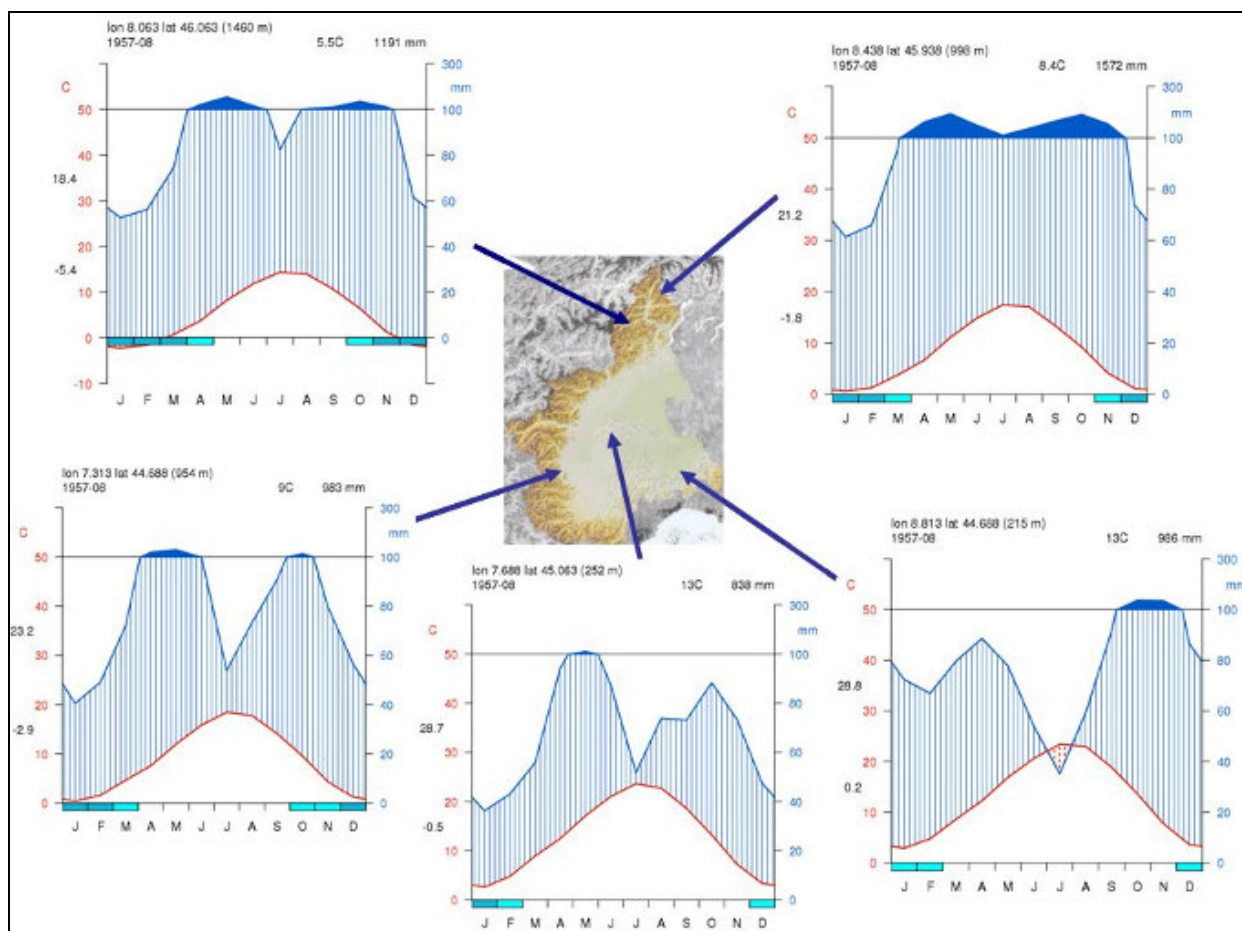 lon 8.063 lat 46.063 (1460 m)
1957-08 5.5C 1191 mm
C
300
mm
50 100
40 80
18.4
30 60
20 40
-5.4
10 20
0 0
-10
J F M A M J J A S O N D
lon 8.438 lat 45.938 (998 m)
1957-08 8.4C 1572 mm
C
300
mm
50 100
40 80
21.2
30 60
20 40
-1.8
10 20
0 0
J F M A M J J A S O N D
lon 7.313 lat 44.688 (954 m)
1957-08 9C 983 mm
C
300
mm
50 100
40 80
23.2
30 60
20 40
-2.9
10 20
0 0
J F M A M J J A S O N D
lon 7.688 lat 45.063 (252 m)
1957-08 13C 838 mm
C
300
mm
50 100
40 80
28.7
30 60
20 40
-0.5
10 20
0 0
J F M A M J J A S O N D
lon 8.813 lat 44.688 (215 m)
1957-08 13C 986 mm
C
300
mm
50 100
40 80
28.8
30 60
20 40
0.2
10 20
0 0
J F M A M J J A S O N D